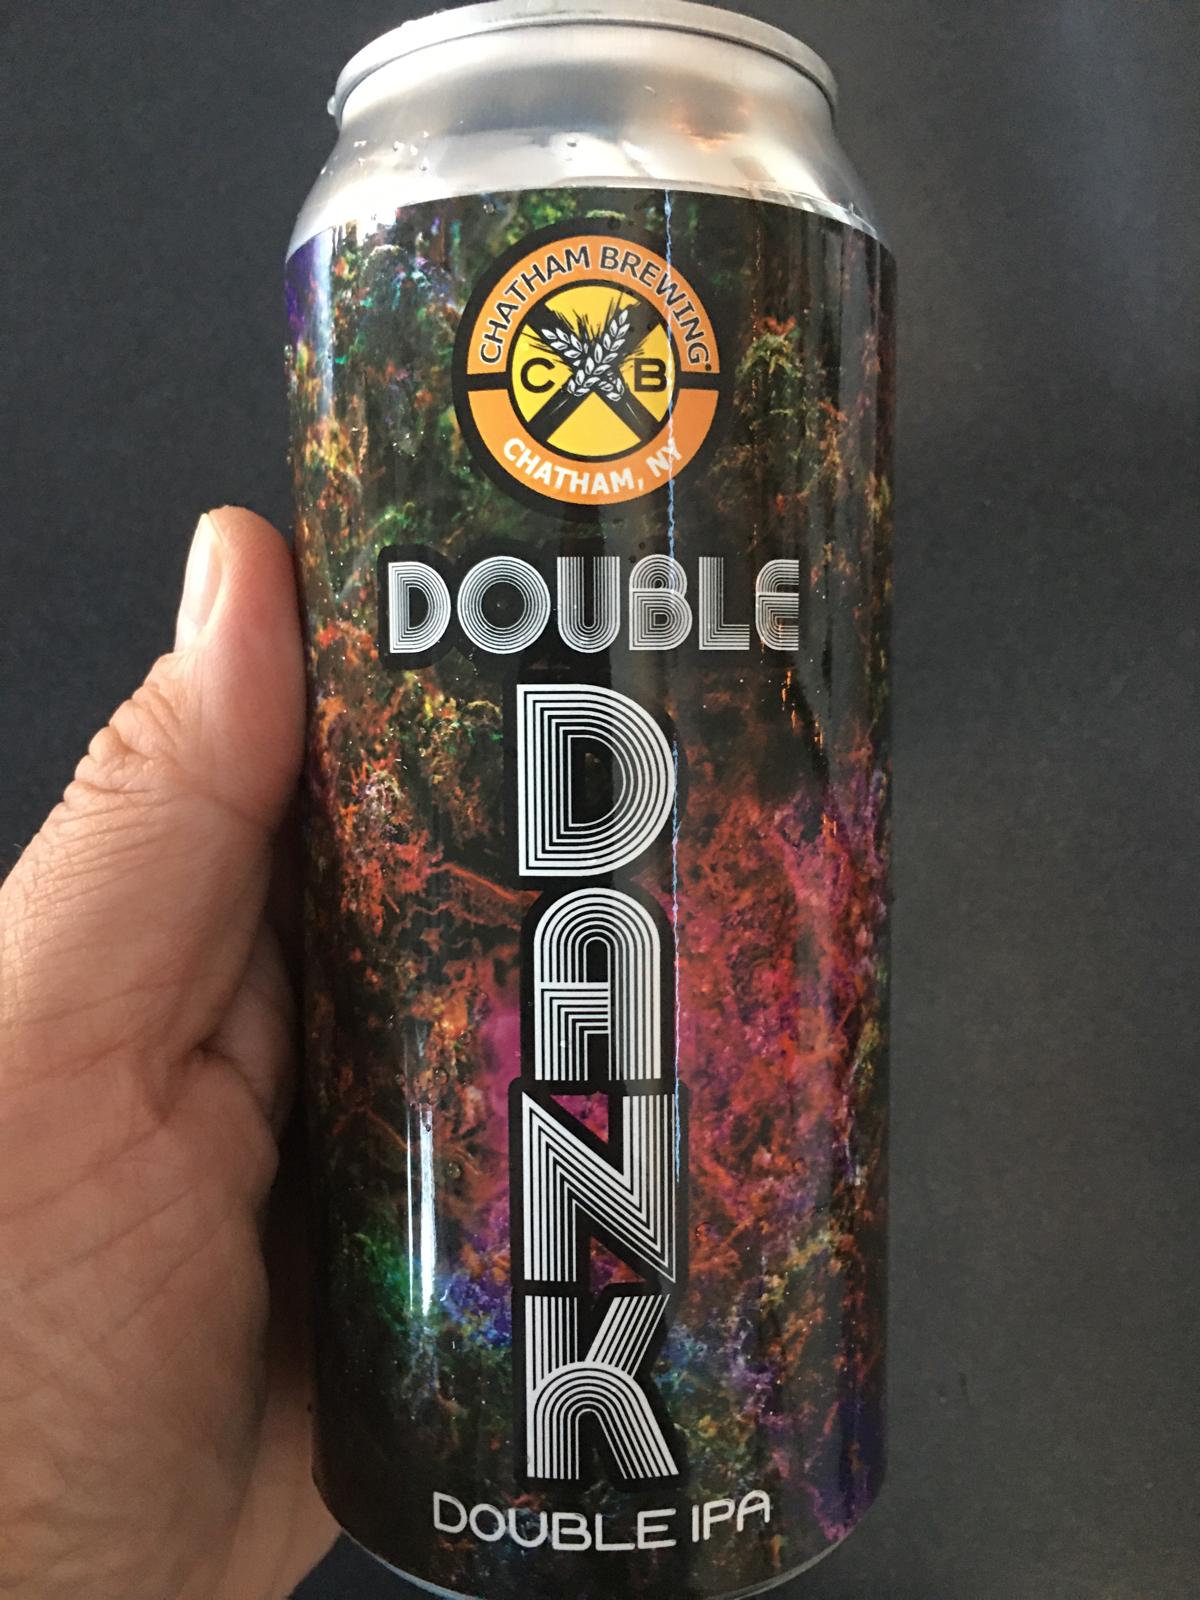 CHATHAM BREWING®
C B
CHATHAM, NY
DOUBLE
DANK
DOUBLE IPA